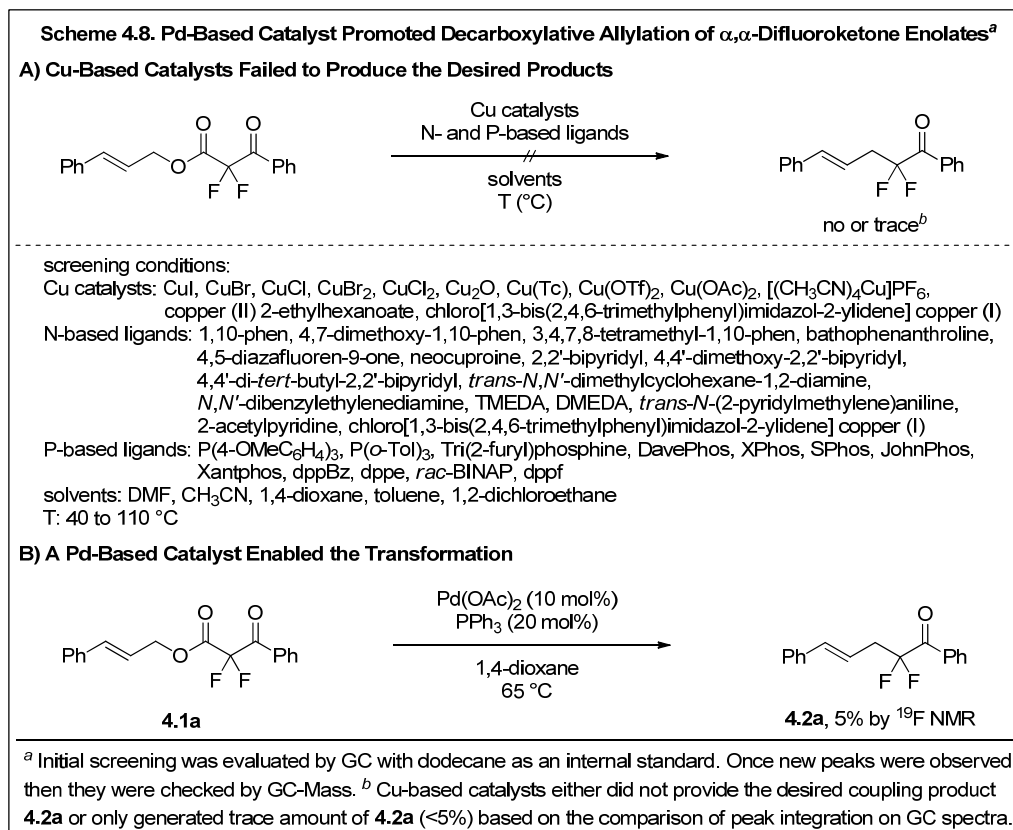 Scheme 4.8. Pd-Based Catalyst Promoted Decarboxylative Allylation of α,α-Difluoroketone Enolatesᵃ
A) Cu-Based Catalysts Failed to Produce the Desired Products
Ph O O O Ph F F
Cu catalysts
N- and P-based ligands
solvents
T (°C)
Ph O Ph F F
no or traceᵇ
screening conditions:
Cu catalysts: CuI, CuBr, CuCl, CuBr₂, CuCl₂, Cu₂O, Cu(Tc), Cu(OTf)₂, Cu(OAc)₂, [(CH₃CN)₄Cu]PF₆,
copper (II) 2-ethylhexanoate, chloro[1,3-bis(2,4,6-trimethylphenyl)imidazol-2-ylidene] copper (I)
N-based ligands: 1,10-phen, 4,7-dimethoxy-1,10-phen, 3,4,7,8-tetramethyl-1,10-phen, bathophenanthroline,
4,5-diazafluoren-9-one, neocuproine, 2,2'-bipyridyl, 4,4'-dimethoxy-2,2'-bipyridyl,
4,4'-di-tert-butyl-2,2'-bipyridyl, trans-N,N'-dimethylcyclohexane-1,2-diamine,
N,N'-dibenzylethylenediamine, TMEDA, DMEDA, trans-N-(2-pyridylmethylene)aniline,
2-acetylpyridine, chloro[1,3-bis(2,4,6-trimethylphenyl)imidazol-2-ylidene] copper (I)
P-based ligands: P(4-OMeC₆H₄)₃, P(o-Tol)₃, Tri(2-furyl)phosphine, DavePhos, XPhos, SPhos, JohnPhos,
Xantphos, dppBz, dppe, rac-BINAP, dppf
solvents: DMF, CH₃CN, 1,4-dioxane, toluene, 1,2-dichloroethane
T: 40 to 110 °C
B) A Pd-Based Catalyst Enabled the Transformation
Ph O O O Ph F F
4.1a
Pd(OAc)₂ (10 mol%)
PPh₃ (20 mol%)
1,4-dioxane
65 °C
Ph O Ph F F
4.2a, 5% by ¹⁹F NMR
ᵃ Initial screening was evaluated by GC with dodecane as an internal standard. Once new peaks were observed
then they were checked by GC-Mass. ᵇ Cu-based catalysts either did not provide the desired coupling product
4.2a or only generated trace amount of 4.2a (<5%) based on the comparison of peak integration on GC spectra.